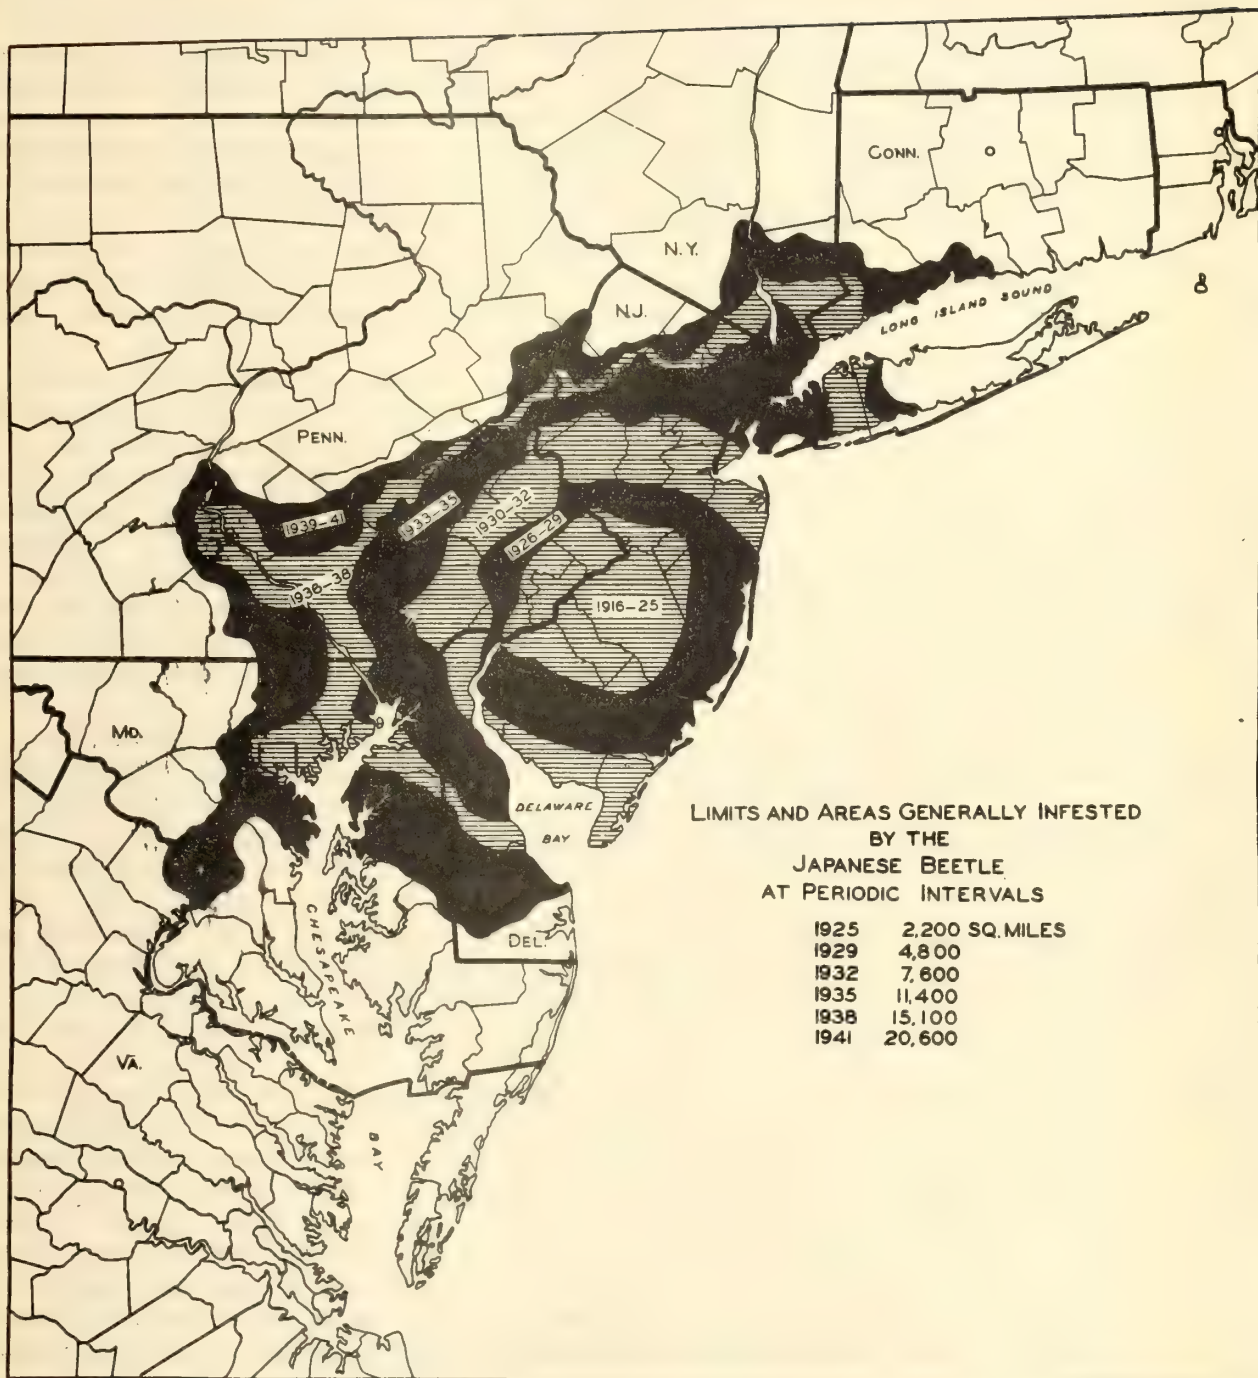 CONN.
N.Y.
N.J.
LONG ISLAND SOUND
PENN.
1939-41
1933-35
1930-32
1926-29
1936-38
1916-25
MD.
DELAWARE
BAY
LIMITS AND AREAS GENERALLY INFESTED
BY THE
JAPANESE BEETLE
AT PERIODIC INTERVALS
1925 2,200 SQ. MILES
1929 4,800
1932 7,600
1935 11,400
1938 15,100
1941 20,600
DEL.
CHESAPEAKE
BAY
VA.